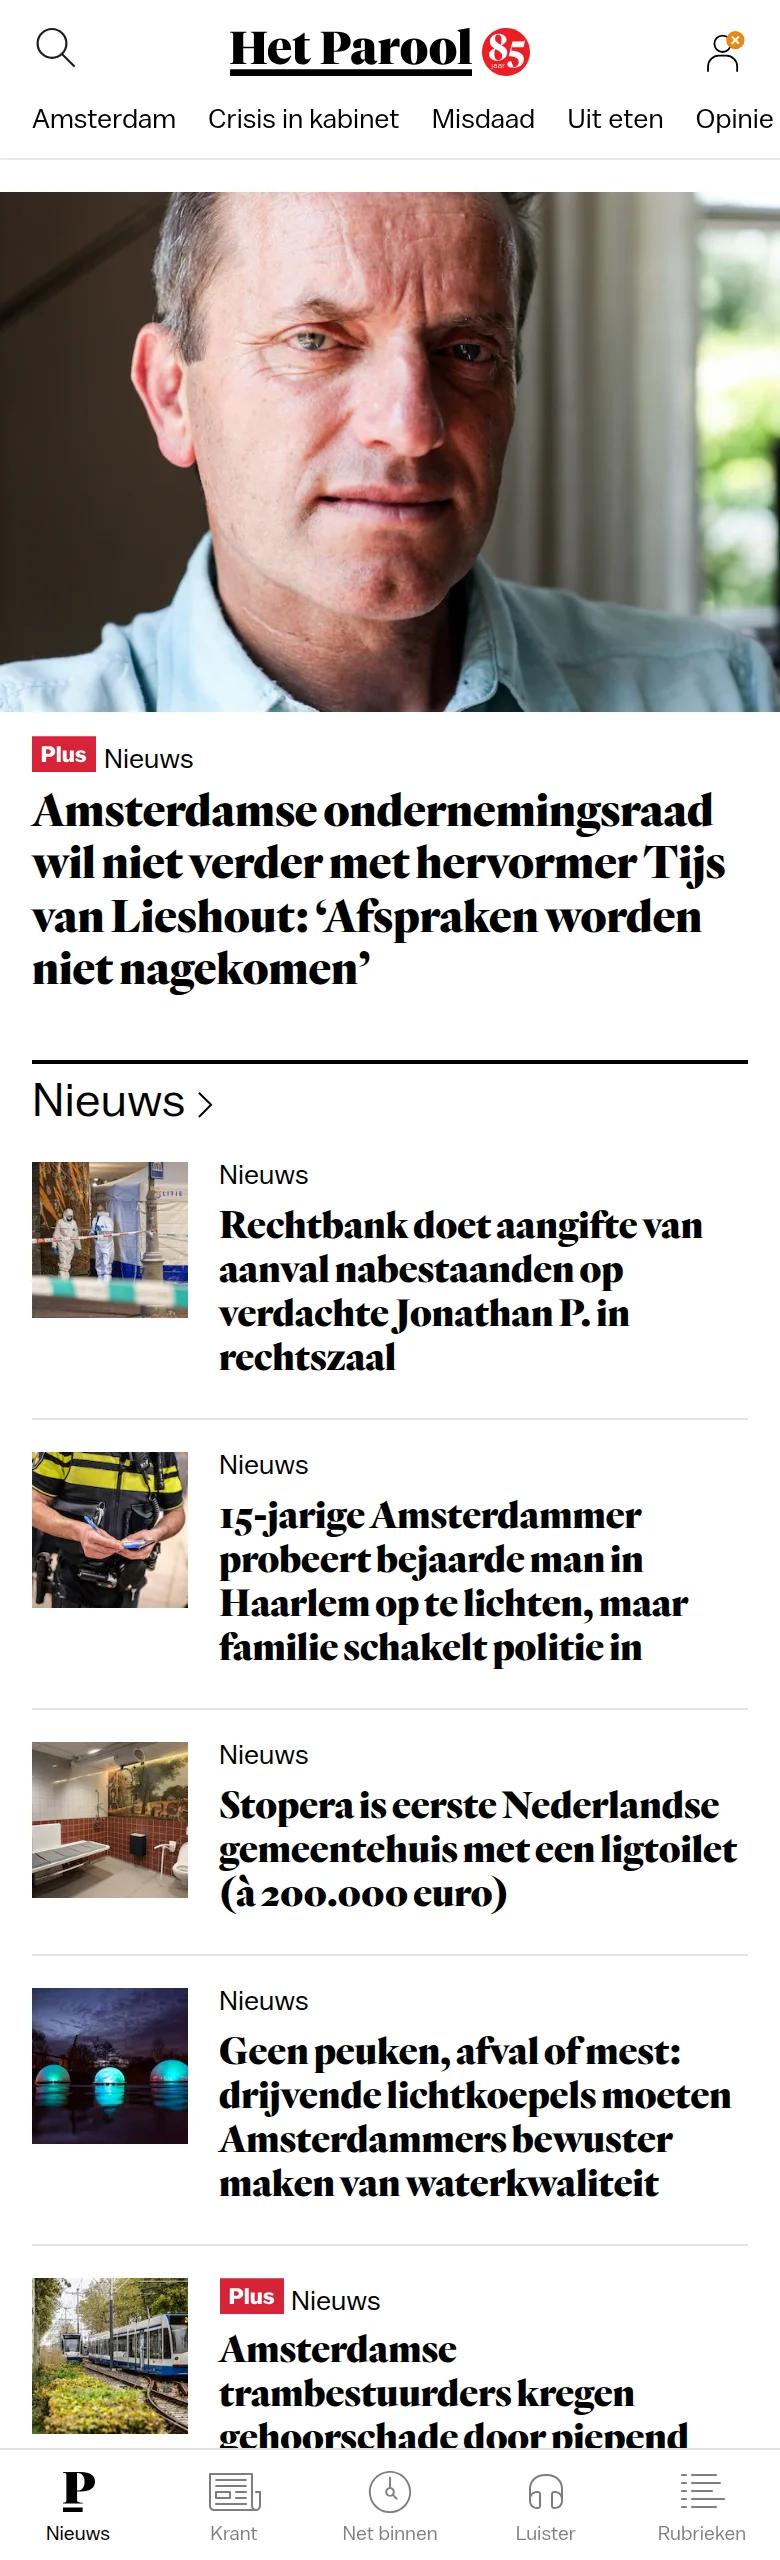 Het Parool 85 jaar
Amsterdam Crisis in kabinet Misdaad Uit eten Opinie
Plus Nieuws
Amsterdamse ondernemingsraad
wil niet verder met hervormer Tijs
van Lieshout: ‘Afspraken worden
niet nagekomen’
Nieuws
Nieuws
Rechtbank doet aangifte van
aanval nabestaanden op
verdachte Jonathan P. in
rechtszaal
Nieuws
15-jarige Amsterdammer
probeert bejaarde man in
Haarlem op te lichten, maar
familie schakelt politie in
Nieuws
Stopera is eerste Nederlandse
gemeentehuis met een ligtoilet
(à 200.000 euro)
Nieuws
Geen peuken, afval of mest:
drijvende lichtkoepels moeten
Amsterdammers bewuster
maken van waterkwaliteit
Plus Nieuws
Amsterdamse
trambestuurders kregen
gehoorschade door piepend
P
Nieuws Krant Net binnen Luister Rubrieken